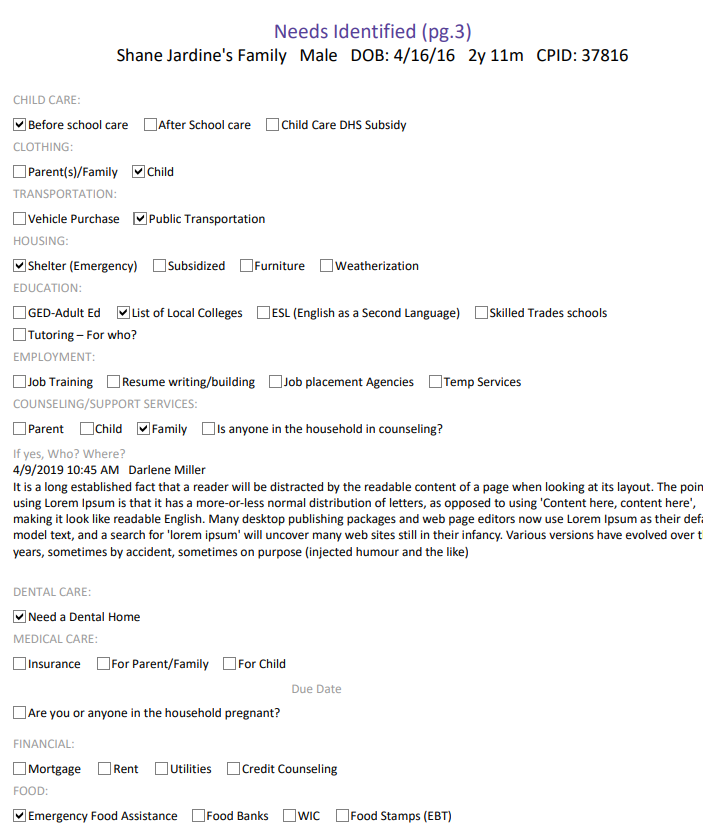 Needs Identified (pg.3)
Shane Jardine's Family Male DOB: 4/16/16 2y 11m CPID: 37816
CHILD CARE:
Before school care After School care Child Care DHS Subsidy
CLOTHING:
Parent(s)/Family Child
TRANSPORTATION:
Vehicle Purchase Public Transportation
HOUSING:
Shelter (Emergency) Subsidized Furniture Weatherization
EDUCATION:
GED-Adult Ed List of Local Colleges ESL (English as a Second Language) Skilled Trades schools
Tutoring – For who?
EMPLOYMENT:
Job Training Resume writing/building Job placement Agencies Temp Services
COUNSELING/SUPPORT SERVICES:
Parent Child Family Is anyone in the household in counseling?
If yes, Who? Where?
4/9/2019 10:45 AM Darlene Miller
It is a long established fact that a reader will be distracted by the readable content of a page when looking at its layout. The poin
using Lorem Ipsum is that it has a more-or-less normal distribution of letters, as opposed to using 'Content here, content here',
making it look like readable English. Many desktop publishing packages and web page editors now use Lorem Ipsum as their defa
model text, and a search for 'lorem ipsum' will uncover many web sites still in their infancy. Various versions have evolved over t
years, sometimes by accident, sometimes on purpose (injected humour and the like)
DENTAL CARE:
Need a Dental Home
MEDICAL CARE:
Insurance For Parent/Family For Child
Due Date
Are you or anyone in the household pregnant?
FINANCIAL:
Mortgage Rent Utilities Credit Counseling
FOOD:
Emergency Food Assistance Food Banks WIC Food Stamps (EBT)